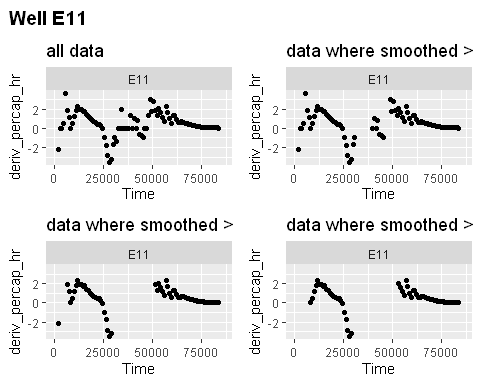 Well E11
all data
data where smoothed >
E11
E11
deriv_percap_hr
2
0
-2
deriv_percap_hr
2
0
-2
0
25000
50000
75000
0
25000
50000
75000
Time
Time
data where smoothed >
data where smoothed >
E11
E11
deriv_percap_hr
2
0
-2
deriv_percap_hr
2
0
-2
0
25000
50000
75000
0
25000
50000
75000
Time
Time